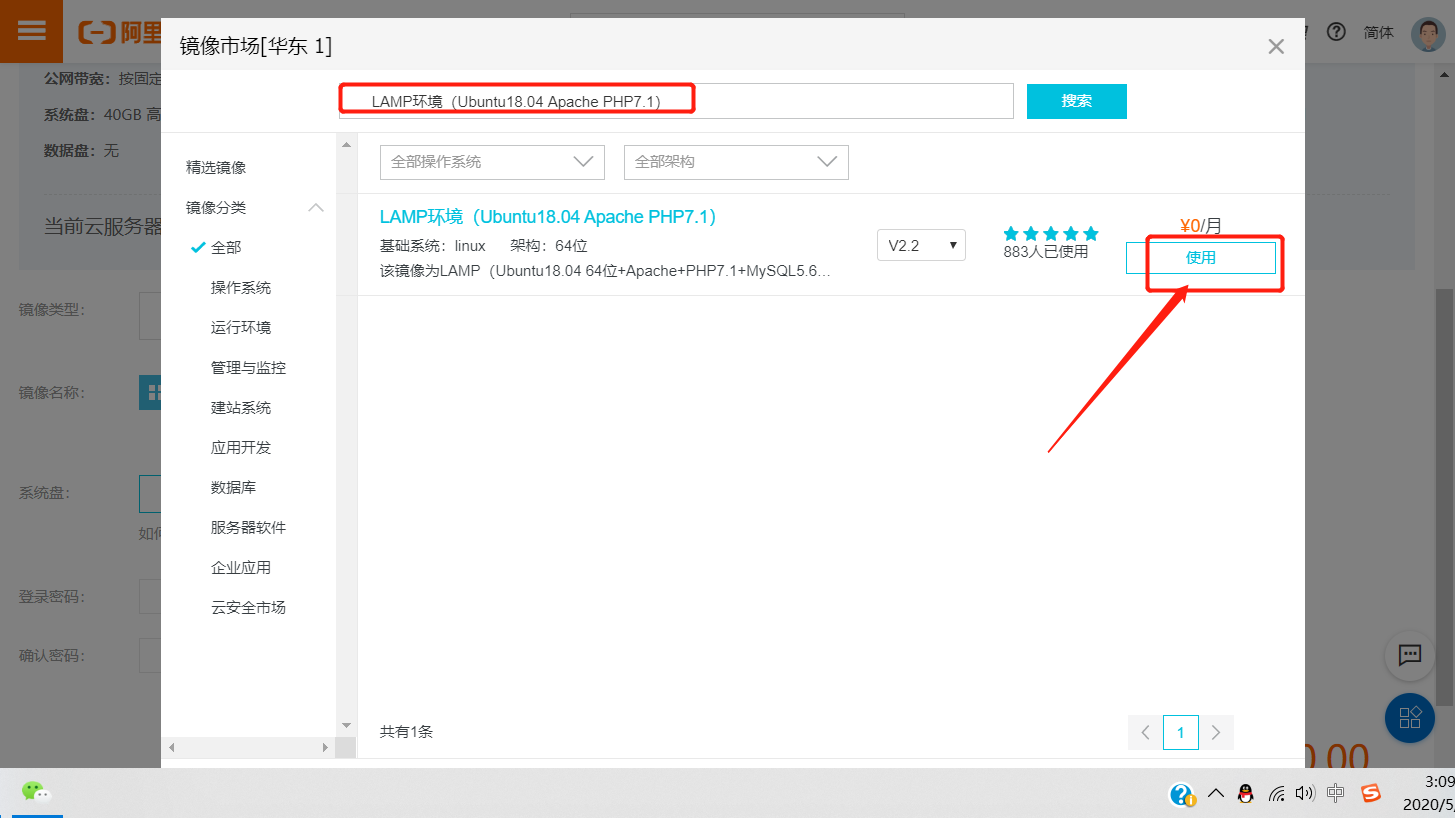 阿里
简体
镜像市场[华东 1]
公网带宽： 按固定
系统盘： 40GB 高
数据盘： 无
当前云服务器
镜像类型：
镜像名称：
系统盘：
如何
登录密码：
确认密码：
LAMP环境（Ubuntu18.04 Apache PHP7.1）
搜索
精选镜像
镜像分类
全部
操作系统
运行环境
管理与监控
建站系统
应用开发
数据库
服务器软件
企业应用
云安全市场
全部操作系统
全部架构
LAMP环境（Ubuntu18.04 Apache PHP7.1）
基础系统：linux 架构：64位
该镜像为LAMP（Ubuntu18.04 64位+Apache+PHP7.1+MySQL5.6…
V2.2
883人已使用
¥0/月
使用
共有1条
1
0.00
中
3:09
2020/5/